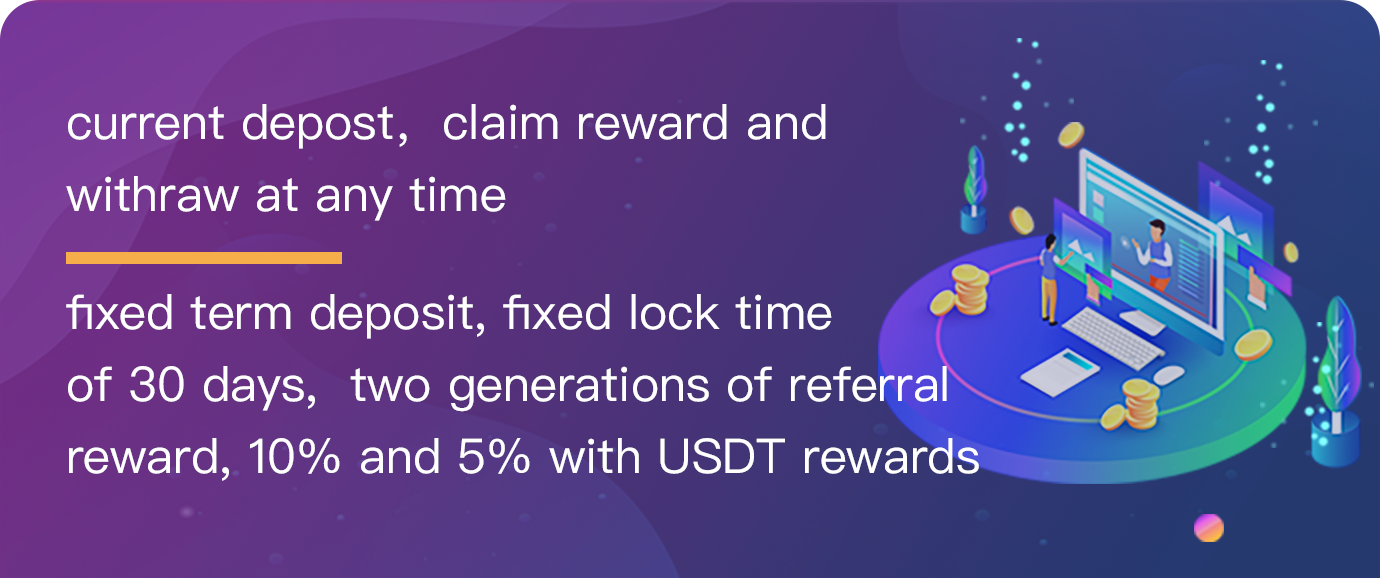 current depost，claim reward and
withraw at any time
fixed term deposit, fixed lock time
of 30 days，two generations of referral
reward, 10% and 5% with USDT rewards